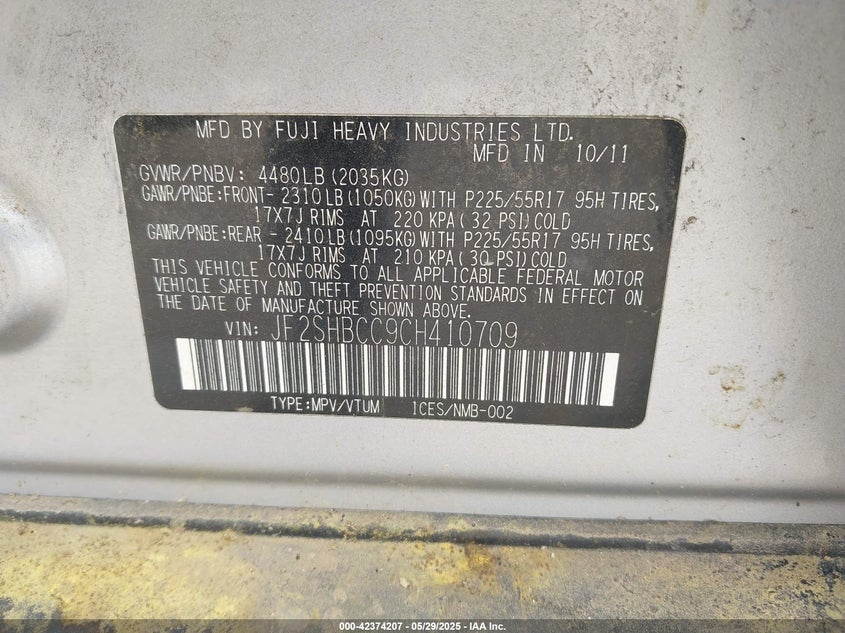 MFD BY FUJI HEAVY INDUSTRIES LTD.
MFD IN 10/11
GVWR/PNBV: 4480LB (2035KG)
GAWR/PNBE:FRONT- 2310LB (1050KG) WITH P225/55R17 95H TIRES,
17X7J RIMS AT 220 KPA (32 PSI) COLD
GAWR/PNBE:REAR - 2410LB (1095KG) WITH P225/55R17 95H TIRES,
17X7J RIMS AT 210 KPA (30 PSI) COLD
THIS VEHICLE CONFORMS TO ALL APPLICABLE FEDERAL MOTOR
VEHICLE SAFETY AND THEFT PREVENTION STANDARDS IN EFFECT ON
THE DATE OF MANUFACTURE SHOWN ABOVE.
VIN: JF2SHBCC9CH410709
TYPE:MPV/VTUM 1CES/NMB-002
000-42374207 - 05/29/2025 - IAA Inc.